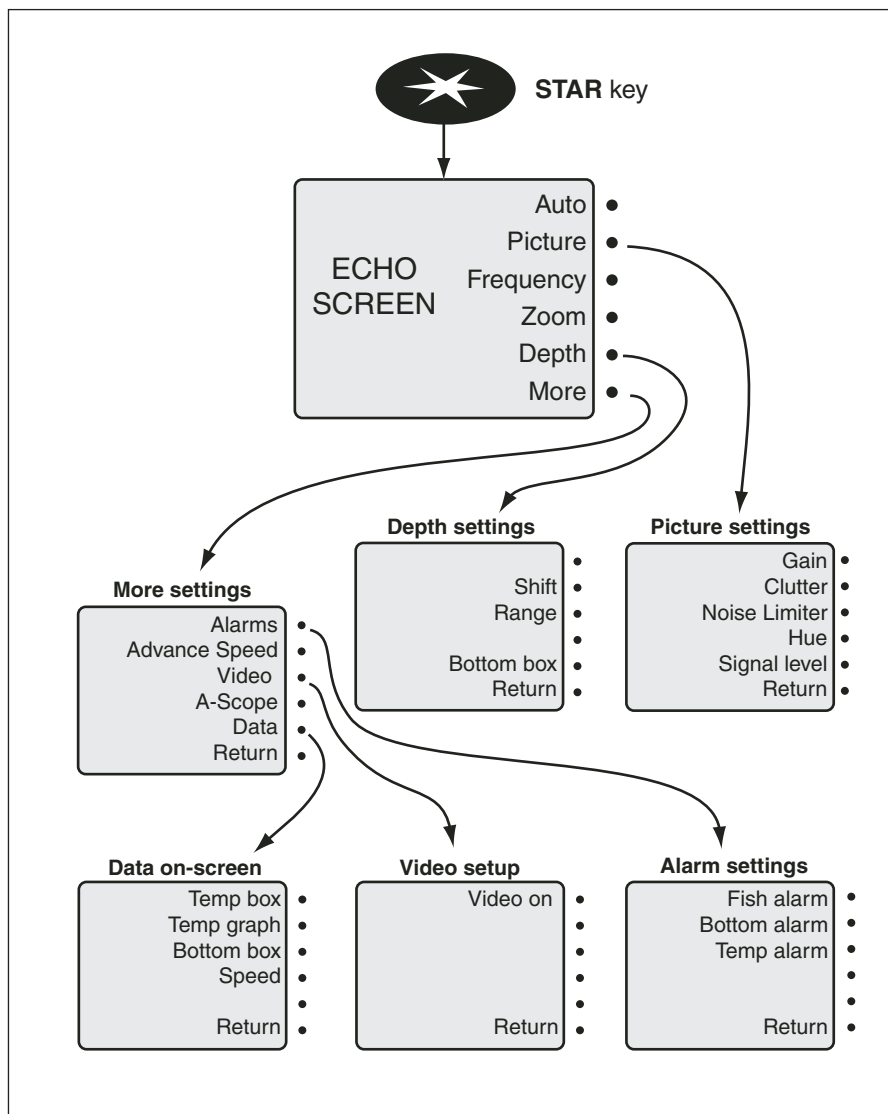 STAR key
ECHO
SCREEN
Auto
Picture
Frequency
Zoom
Depth
More
Depth settings
Shift
Range
Bottom box
Return
Picture settings
Gain
Clutter
Noise Limiter
Hue
Signal level
Return
More settings
Alarms
Advance Speed
Video
A-Scope
Data
Return
Data on-screen
Temp box
Temp graph
Bottom box
Speed
Return
Video setup
Video on
Return
Alarm settings
Fish alarm
Bottom alarm
Temp alarm
Return